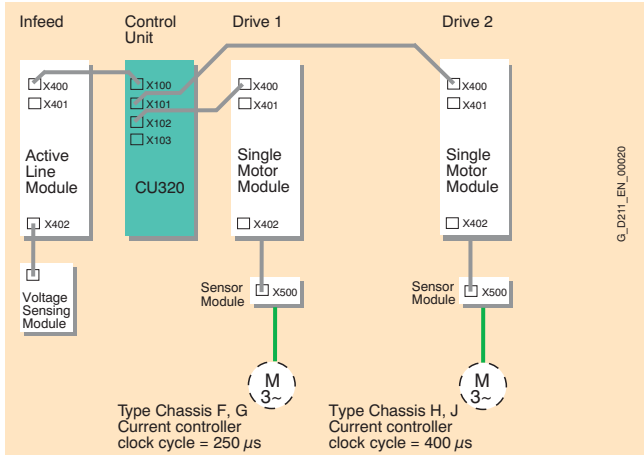 Infeed
Control
Unit
Drive 1
Drive 2
X400
X401
Active
Line
Module
X402
Voltage
Sensing
Module
X100
X101
X102
X103
CU320
X400
X401
Single
Motor
Module
X402
Sensor
Module
X500
M
3~
Type Chassis F, G
Current controller
clock cycle = 250 µs
X400
X401
Single
Motor
Module
X402
Sensor
Module
X500
M
3~
Type Chassis H, J
Current controller
clock cycle = 400 µs
G_D211_EN_00020